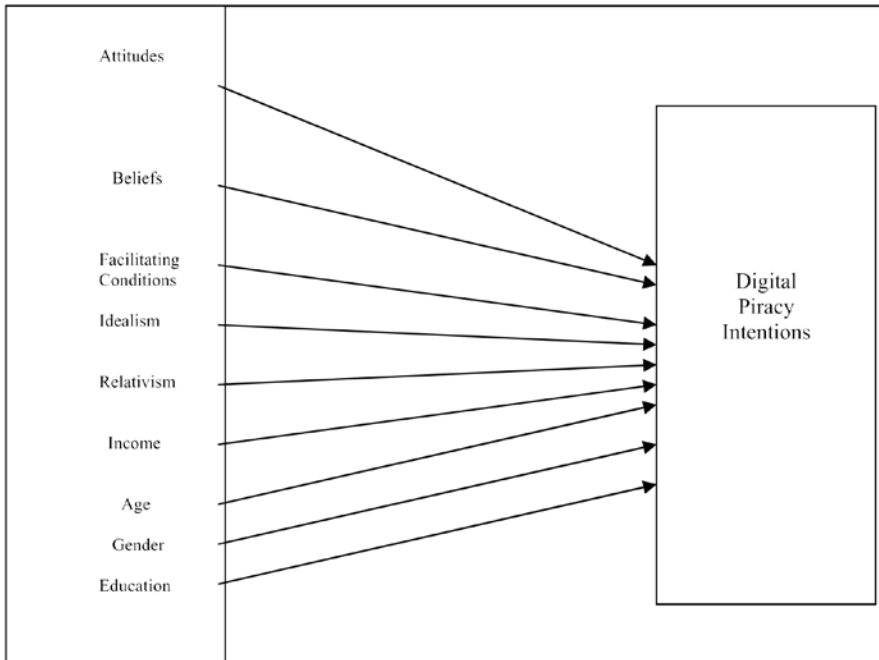 Attitudes
Beliefs
Facilitating
Conditions
Idealism
Relativism
Income
Age
Gender
Education
Digital
Piracy
Intentions